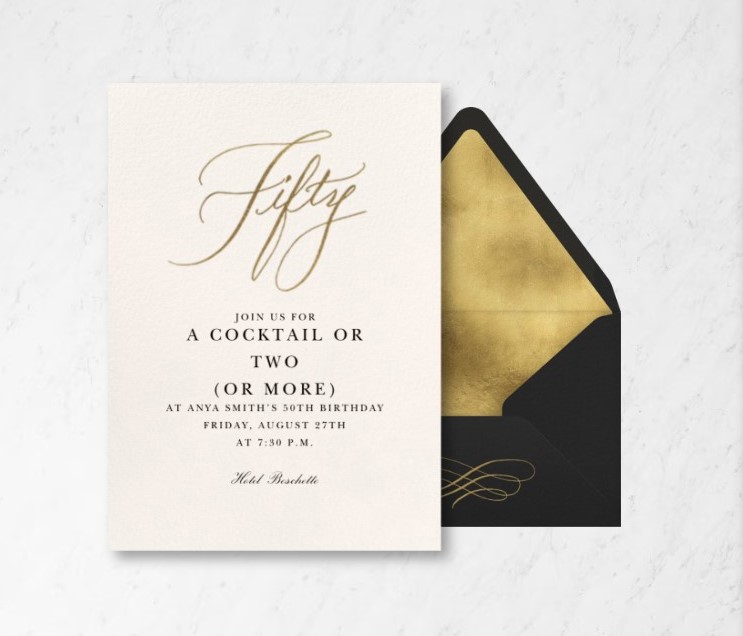 Fifty
JOIN US FOR
A COCKTAIL OR
TWO
(OR MORE)
AT ANYA SMITH'S 50TH BIRTHDAY
FRIDAY, AUGUST 27TH
AT 7:30 P.M.
Hotel Boschetto